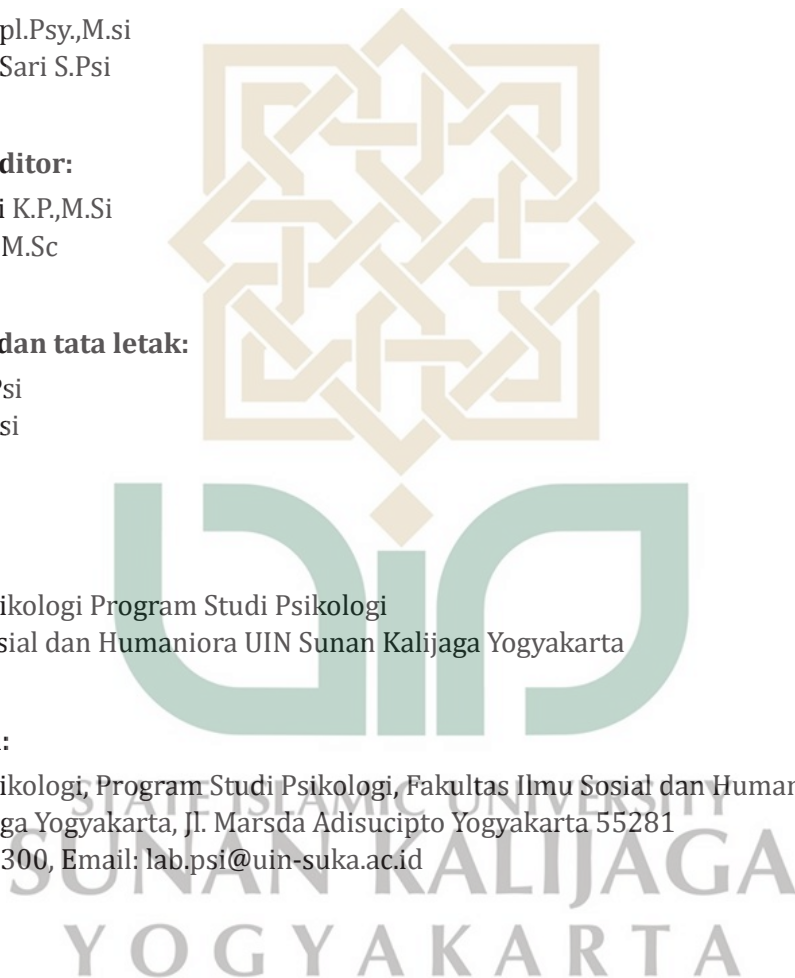 pl.Psy.,M.si
Sari S.Psi
ditor:
i K.P.,M.Si
M.Sc
dan tata letak:
Psi
si
uin
ikologi Program Studi Psikologi
sial dan Humaniora UIN Sunan Kalijaga Yogyakarta
:
ikologi, Program Studi Psikologi, Fakultas Ilmu Sosial dan Humar
ga Yogyakarta, Jl. Marsda Adisucipto Yogyakarta 55281
300, Email: lab.psi@uin-suka.ac.id
STATE ISLAMIC UNIVERSITY
SUNAN KALIJAGA
YOGYAKARTA